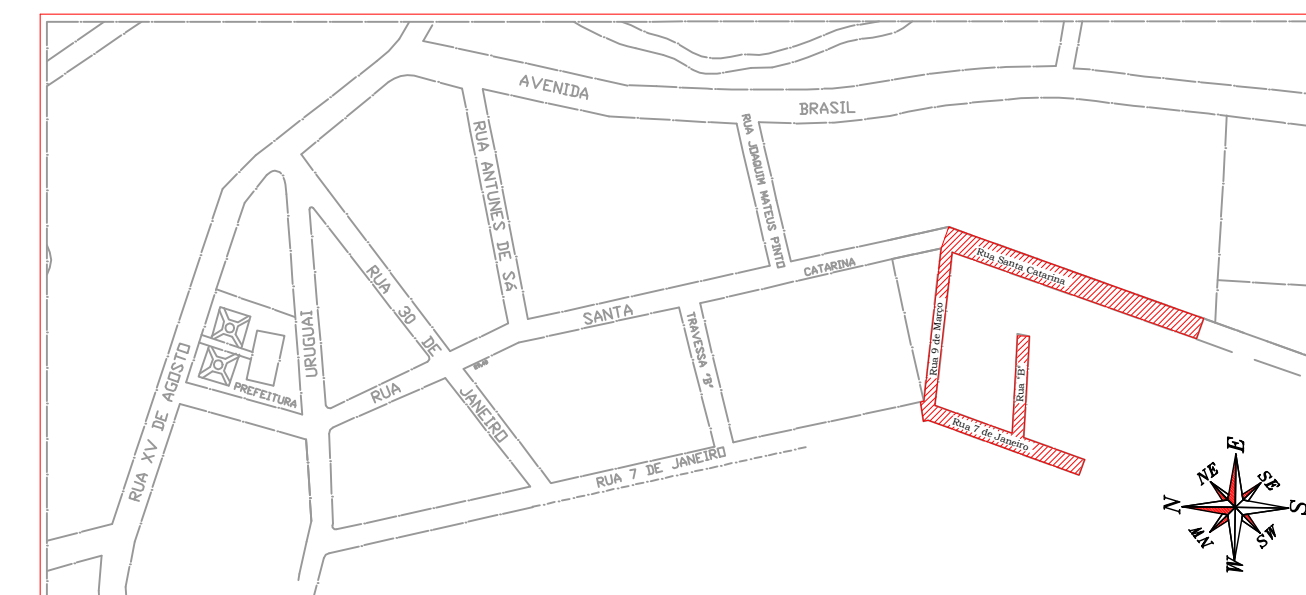 AVENIDA
BRASIL
RUA ANTUNES DE SÁ
RUA JOAQUIM MATEUS PINTO
RUA 30 DE
JANEIRO
RUA
SANTA
CATARINA
Rua Santa Catarina
URUGUAI
RUA XV DE AGOSTO
PREFEITURA
TRAVESSA "B"
Rua 9 de Março
Rua "B"
Rua 7 de Janeiro
RUA 7 DE JANEIRO
E
NE
SE
N
S
NW
SW
W